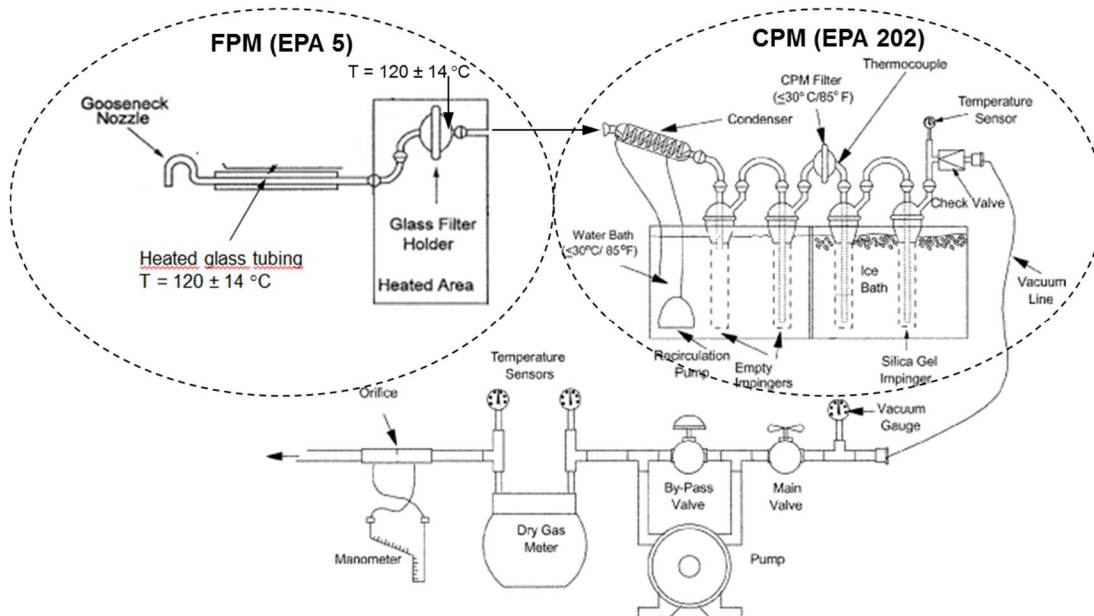 FPM (EPA 5)
T = 120 ± 14 °C
Gooseneck
Nozzle
Glass Filter
Holder
Heated glass tubing
T = 120 ± 14 °C
Heated Area
CPM (EPA 202)
Thermocouple
CPM Filter
(≤30°C/85°F)
Temperature
Sensor
Condenser
Check Valve
Water Bath
(≤30°C/ 85°F)
Ice
Bath
Vacuum
Line
Recirculation
Pump
Empty
Impingers
Silica Gel
Impinger
Temperature
Sensors
Orifice
Vacuum
Gauge
By-Pass
Valve
Main
Valve
Dry Gas
Meter
Manometer
Pump